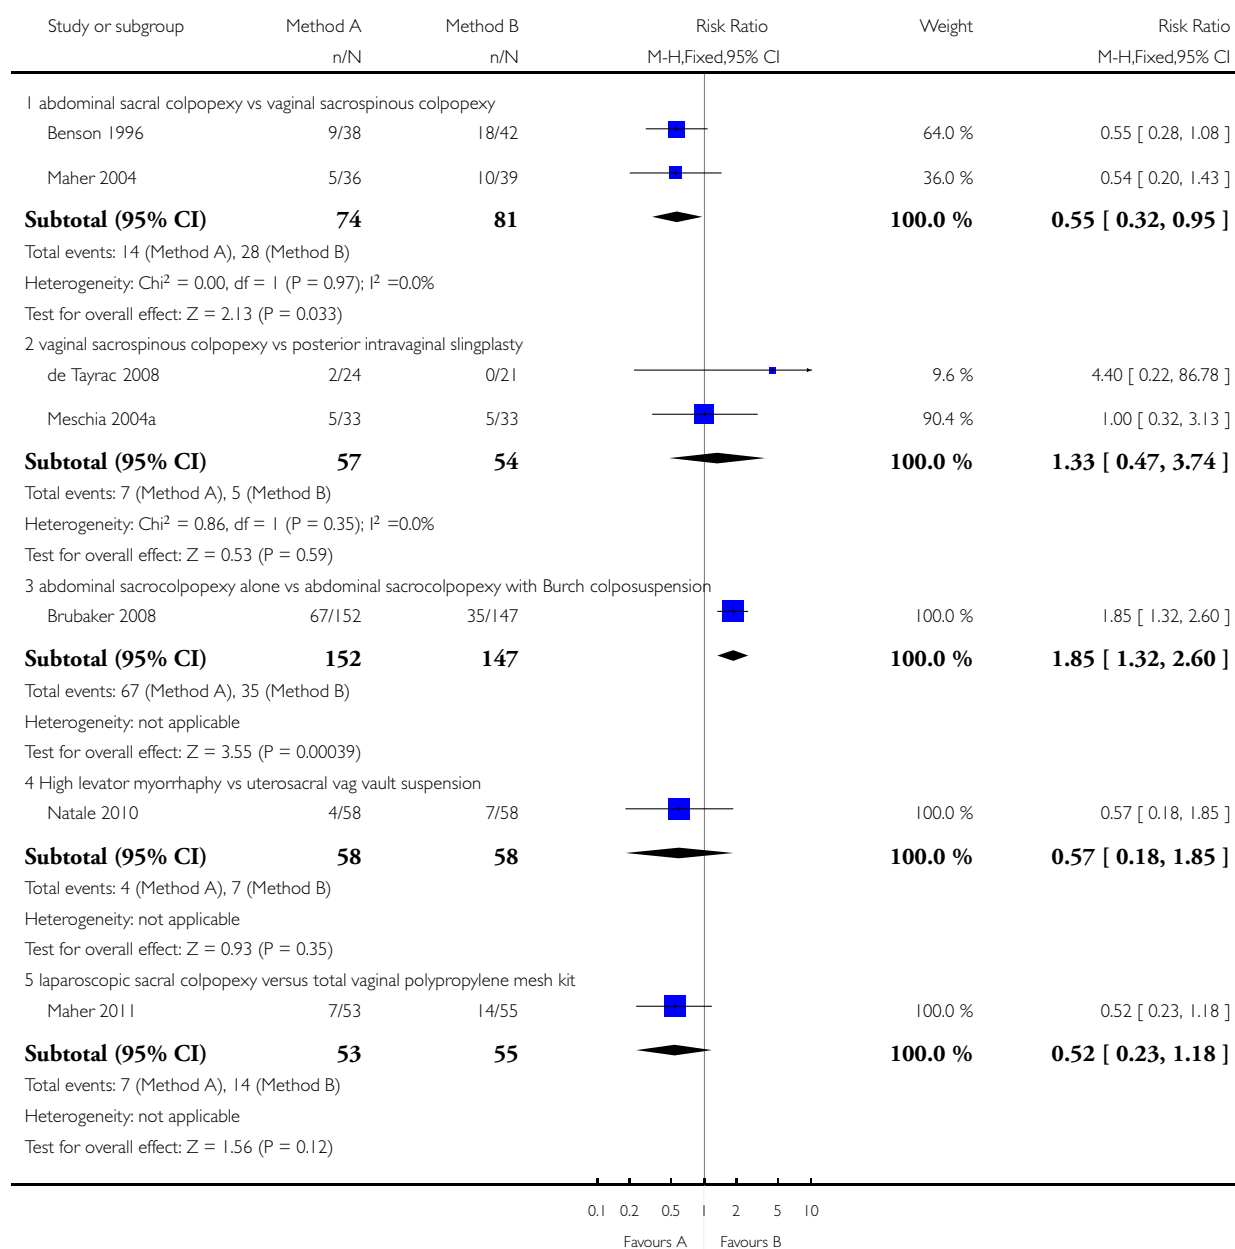 Study or subgroup Method A Method B Risk Ratio Weight Risk Ratio
n/N n/N M-H,Fixed,95% CI M-H,Fixed,95% CI
1 abdominal sacral colpopexy vs vaginal sacrospinous colpopexy
Benson 1996 9/38 18/42 64.0 % 0.55 [ 0.28, 1.08 ]
Maher 2004 5/36 10/39 36.0 % 0.54 [ 0.20, 1.43 ]
Subtotal (95% CI) 74 81 100.0 % 0.55 [ 0.32, 0.95 ]
Total events: 14 (Method A), 28 (Method B)
Heterogeneity: Chi² = 0.00, df = 1 (P = 0.97); I² =0.0%
Test for overall effect: Z = 2.13 (P = 0.033)
2 vaginal sacrospinous colpopexy vs posterior intravaginal slingplasty
de Tayrac 2008 2/24 0/21 9.6 % 4.40 [ 0.22, 86.78 ]
Meschia 2004a 5/33 5/33 90.4 % 1.00 [ 0.32, 3.13 ]
Subtotal (95% CI) 57 54 100.0 % 1.33 [ 0.47, 3.74 ]
Total events: 7 (Method A), 5 (Method B)
Heterogeneity: Chi² = 0.86, df = 1 (P = 0.35); I² =0.0%
Test for overall effect: Z = 0.53 (P = 0.59)
3 abdominal sacrocolpopexy alone vs abdominal sacrocolpopexy with Burch colposuspension
Brubaker 2008 67/152 35/147 100.0 % 1.85 [ 1.32, 2.60 ]
Subtotal (95% CI) 152 147 100.0 % 1.85 [ 1.32, 2.60 ]
Total events: 67 (Method A), 35 (Method B)
Heterogeneity: not applicable
Test for overall effect: Z = 3.55 (P = 0.00039)
4 High levator myorrhaphy vs uterosacral vag vault suspension
Natale 2010 4/58 7/58 100.0 % 0.57 [ 0.18, 1.85 ]
Subtotal (95% CI) 58 58 100.0 % 0.57 [ 0.18, 1.85 ]
Total events: 4 (Method A), 7 (Method B)
Heterogeneity: not applicable
Test for overall effect: Z = 0.93 (P = 0.35)
5 laparoscopic sacral colpopexy versus total vaginal polypropylene mesh kit
Maher 2011 7/53 14/55 100.0 % 0.52 [ 0.23, 1.18 ]
Subtotal (95% CI) 53 55 100.0 % 0.52 [ 0.23, 1.18 ]
Total events: 7 (Method A), 14 (Method B)
Heterogeneity: not applicable
Test for overall effect: Z = 1.56 (P = 0.12)
0.1 0.2 0.5 1 2 5 10
Favours A Favours B